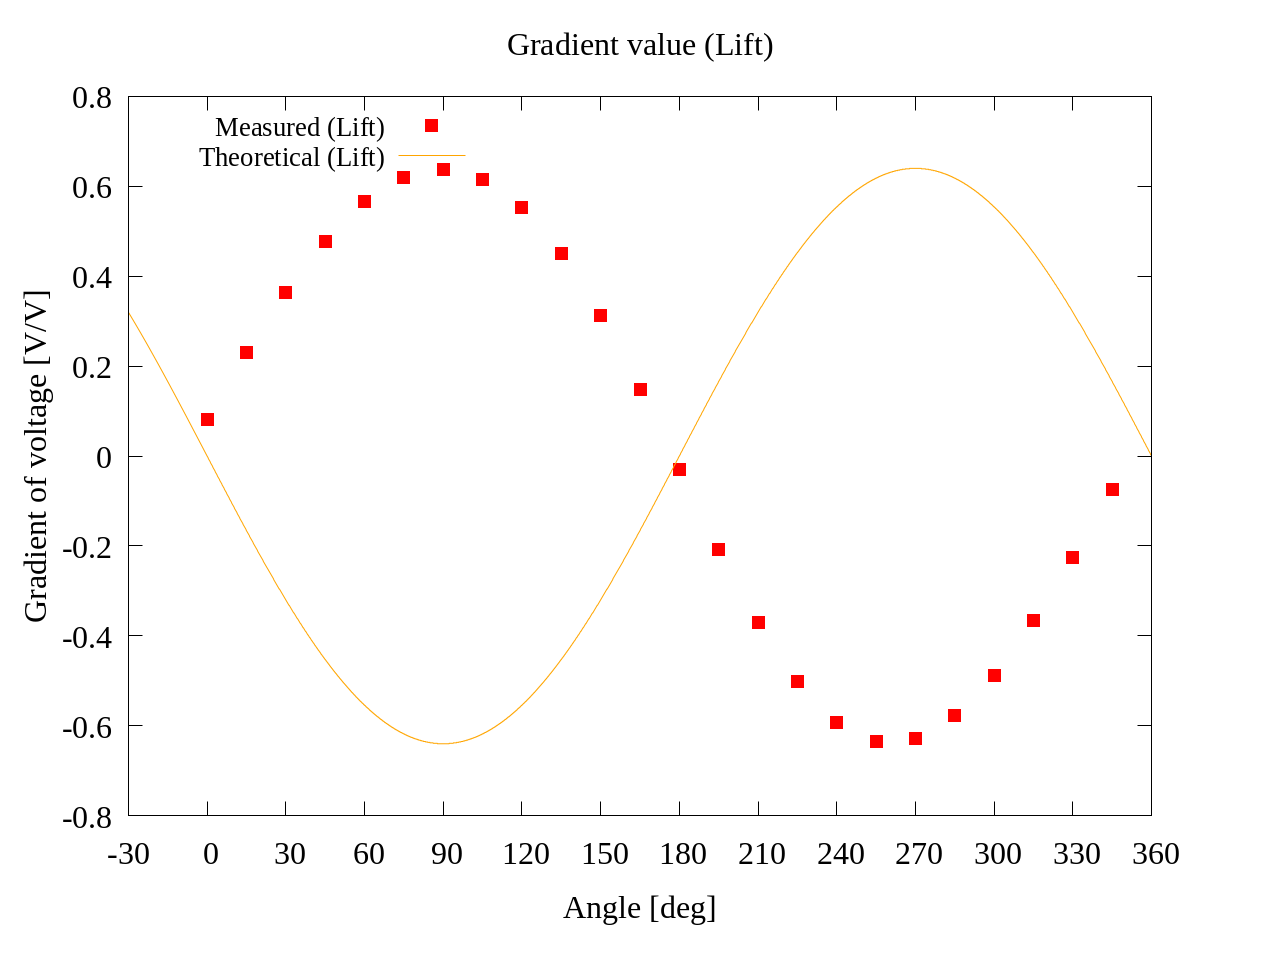 Gradient value (Lift)
Measured (Lift)
Theoretical (Lift)
0.8
0.6
0.4
0.2
0
-0.2
-0.4
-0.6
-0.8
Gradient of voltage [V/V]
-30 0 30 60 90 120 150 180 210 240 270 300 330 360
Angle [deg]